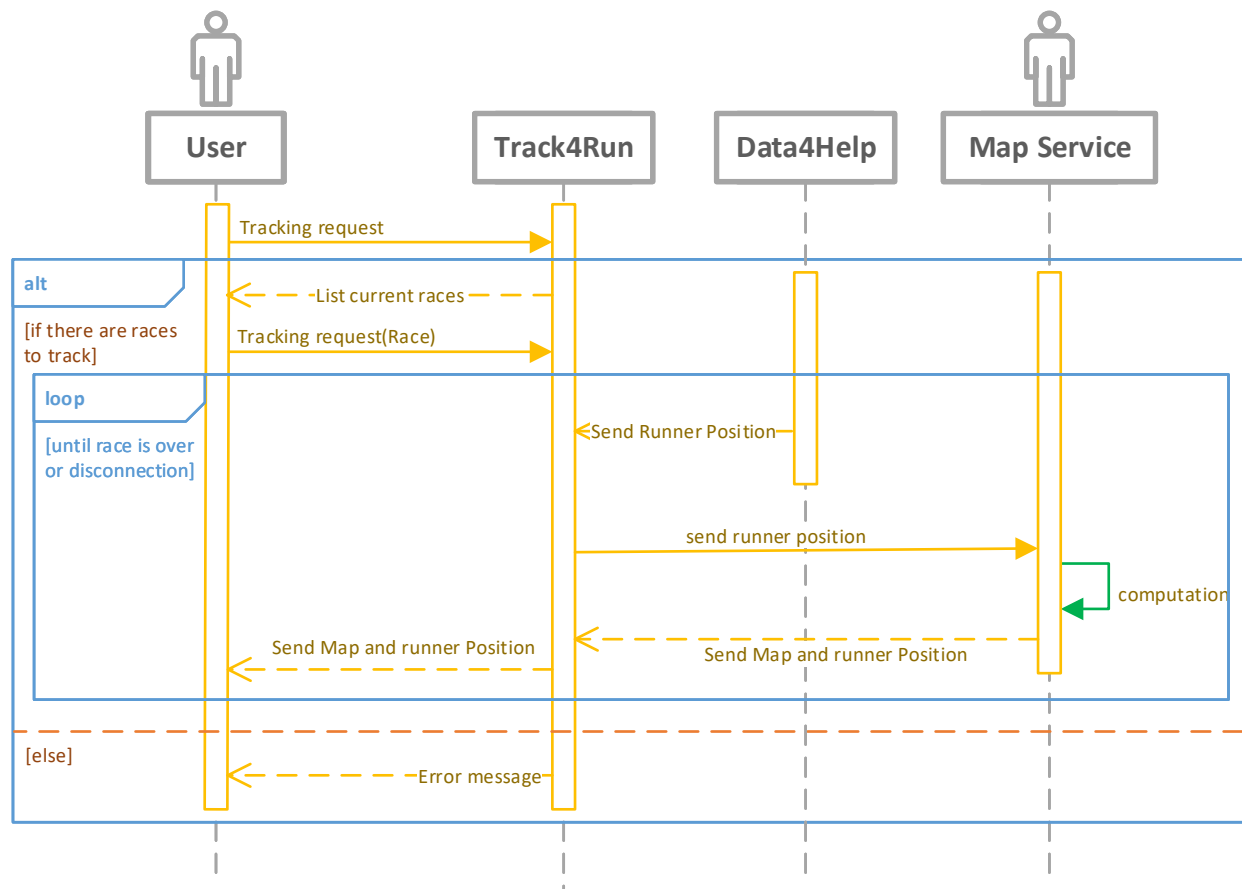 User
Track4Run
Data4Help
Map Service
Tracking request
alt
List current races
[if there are races
to track]
Tracking request(Race)
loop
[until race is over
or disconnection]
Send Runner Position
send runner position
computation
Send Map and runner Position
Send Map and runner Position
[else]
Error message